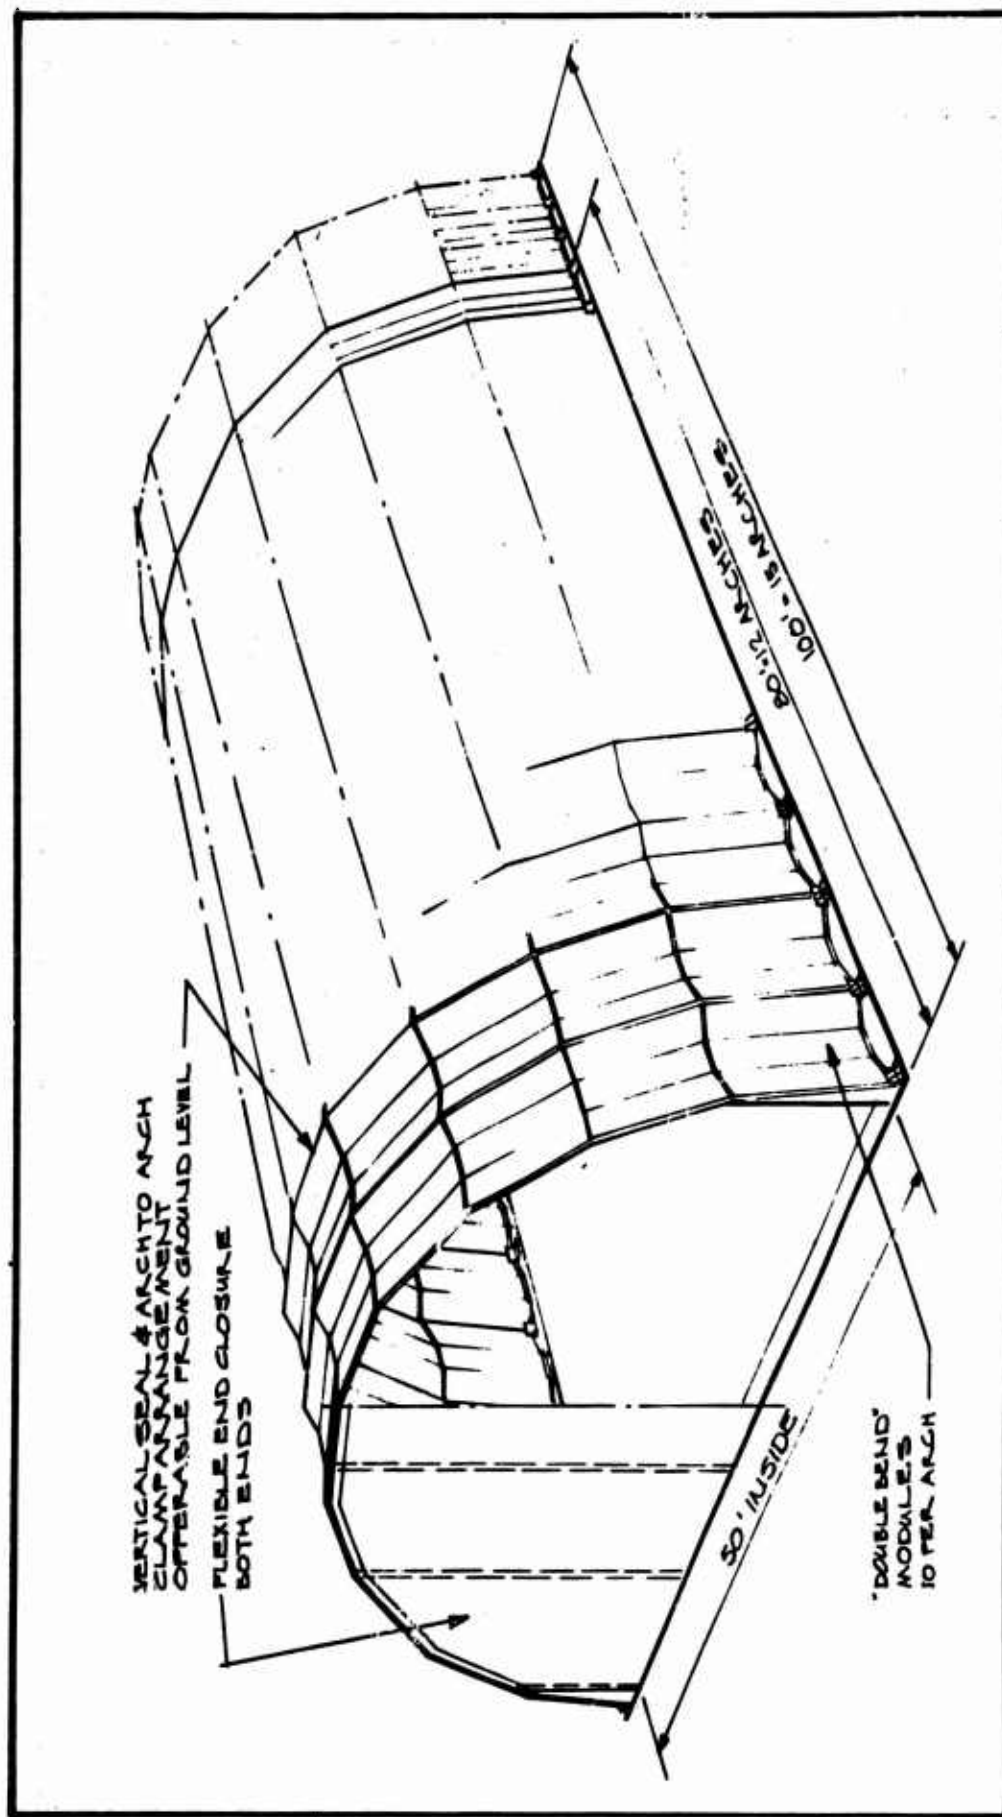 VERTICAL SEAL & ARCH TO ARCH
CLAMP ARRANGEMENT
OPERABLE FROM GROUND LEVEL
FLEXIBLE END CLOSURE
BOTH ENDS
80'-12 ARCHES
100'-15 ARCHES
50' INSIDE
"DOUBLE BEND"
MODULES
10 PER ARCH